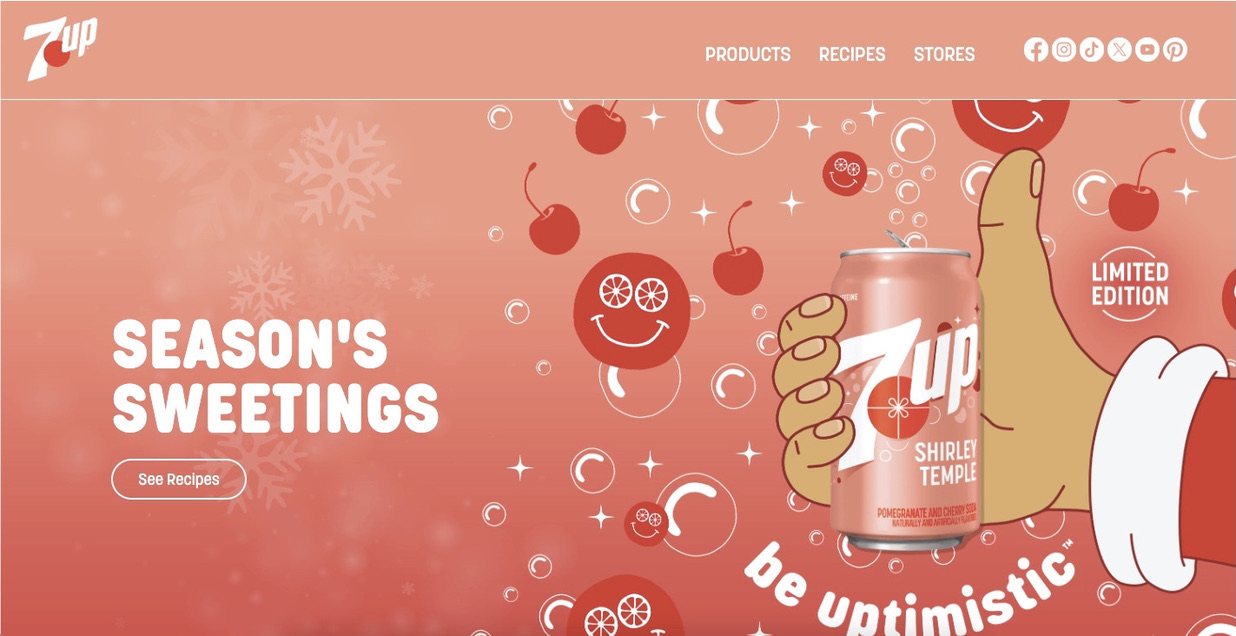 7up
PRODUCTS RECIPES STORES
SEASON'S
SWEETINGS
See Recipes
LIMITED
EDITION
7up
SHIRLEY
TEMPLE
POMEGRANATE AND CHERRY SODA
NATURALLY AND ARTIFICIALLY FLAVORED
be uptimistic™